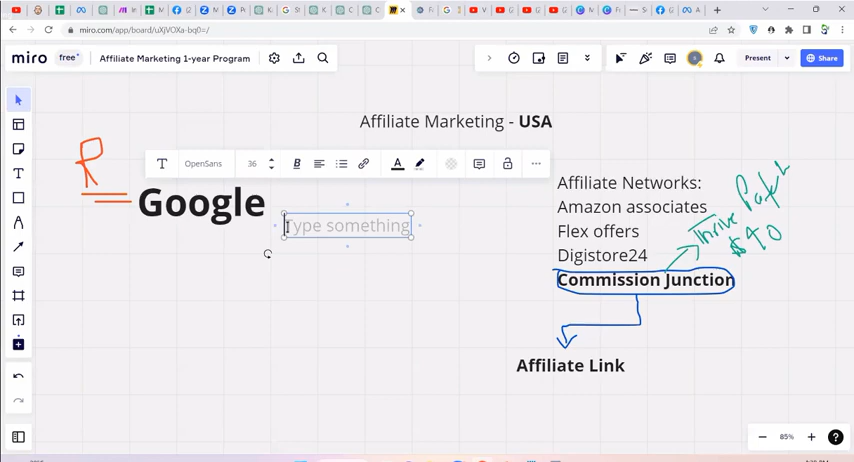 miro.com/app/board/uXjVOXa-bq0=/
miro free Affiliate Marketing 1-year Program Present Share
Affiliate Marketing - USA
OpenSans 36 B A
R
Google
Type something
Affiliate Networks:
Amazon associates
Flex offers
Digistore24
Commission Junction
Thrive
$40
Affiliate Link
85%